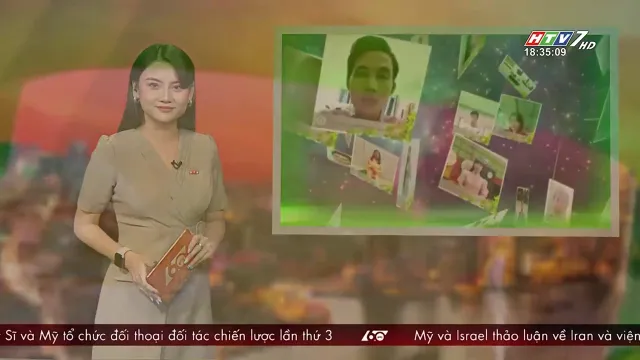 HTV7 HD
18:35:09
Sĩ và Mỹ tổ chức đối thoại đối tác chiến lược lần thứ 3
Mỹ và Israel thảo luận về Iran và viện